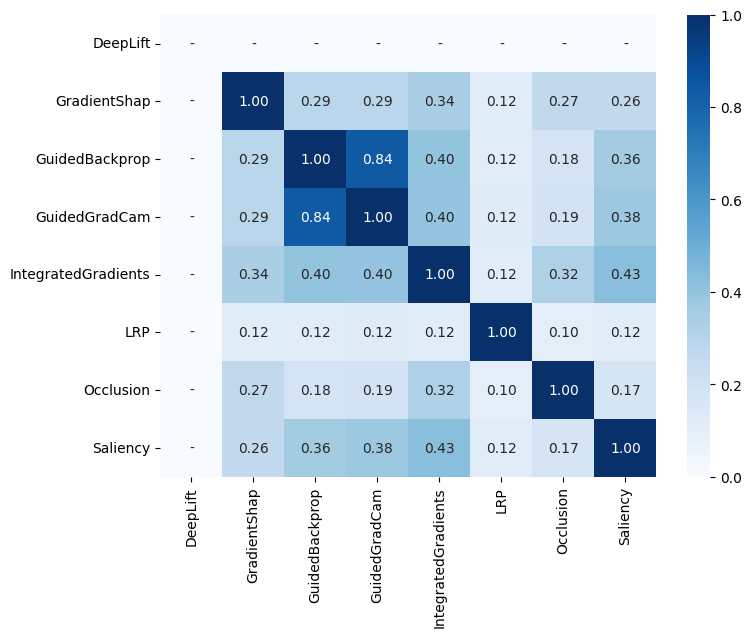 DeepLift - - - - - - - -
GradientShap - 1.00 0.29 0.29 0.34 0.12 0.27 0.26
GuidedBackprop - 0.29 1.00 0.84 0.40 0.12 0.18 0.36
GuidedGradCam - 0.29 0.84 1.00 0.40 0.12 0.19 0.38
IntegratedGradients - 0.34 0.40 0.40 1.00 0.12 0.32 0.43
LRP - 0.12 0.12 0.12 0.12 1.00 0.10 0.12
Occlusion - 0.27 0.18 0.19 0.32 0.10 1.00 0.17
Saliency - 0.26 0.36 0.38 0.43 0.12 0.17 1.00
DeepLift
GradientShap
GuidedBackprop
GuidedGradCam
IntegratedGradients
LRP
Occlusion
Saliency
1.0
0.8
0.6
0.4
0.2
0.0